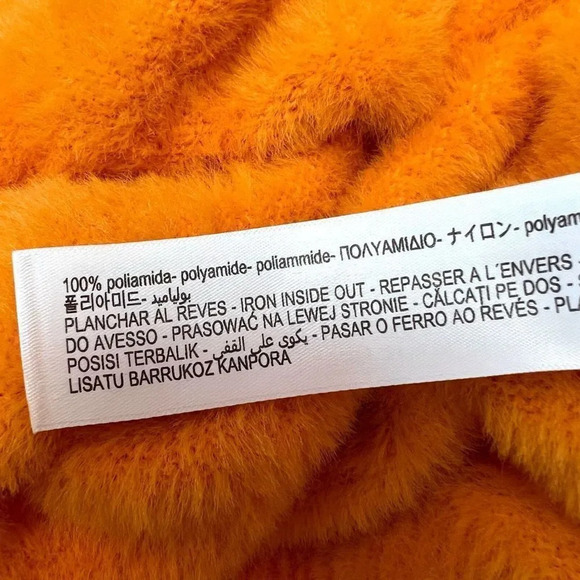 100% poliamida- polyamide- poliammide- ΠΟΛΥΑΜΙΔΙΟ- ナイロン- polyam
폴리아미드- بولياميد
PLANCHAR AL REVES - IRON INSIDE OUT - REPASSER A L´ENVERS -
DO AVESSO - PRASOWAĆ NA LEWEJ STRONIE - CĂLCAȚI PE DOS - S
POSISI TERBALIK - يكوى على القفى - PASAR O FERRO AO REVÉS - PLA
LISATU BARRUKOZ KANPORA